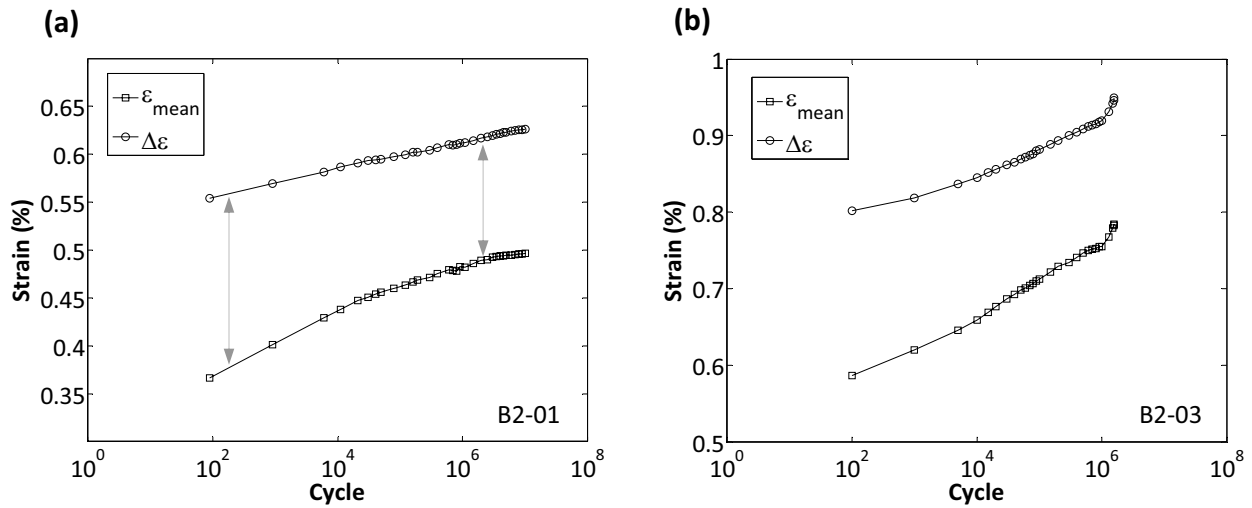 (a)
ε mean
Δε
0.65
0.6
0.55
0.5
0.45
0.4
0.35
10^0 10^2 10^4 10^6 10^8
Strain (%)
Cycle
B2-01
(b)
ε mean
Δε
1
0.9
0.8
0.7
0.6
0.5
10^0 10^2 10^4 10^6 10^8
Strain (%)
Cycle
B2-03